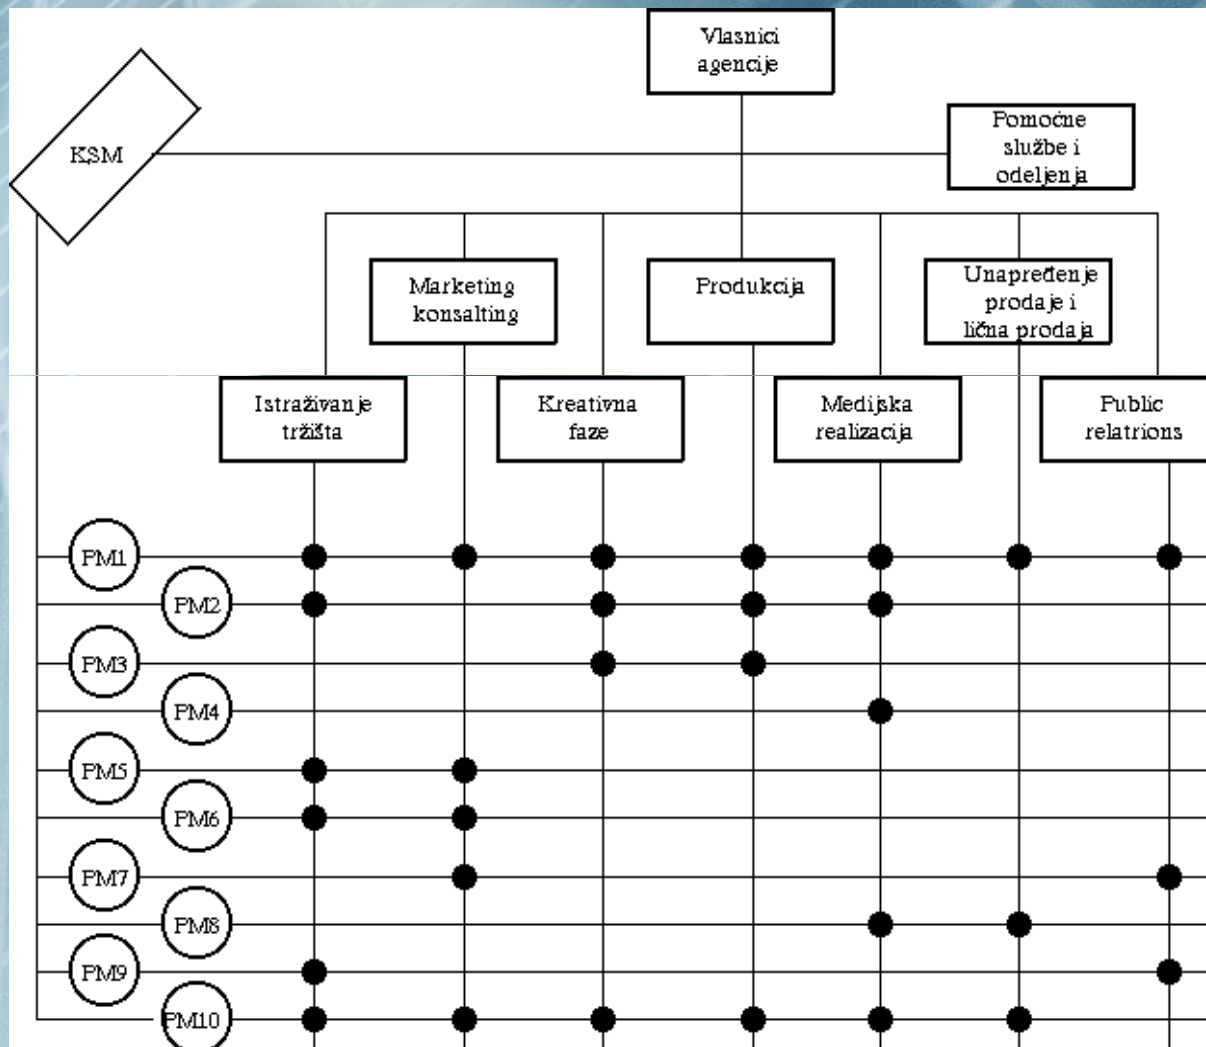 Vlasnici
agencije
KSM
Pomoćne
službe i
odeljenja
Marketing
konsalting
Produkcija
Unapređenje
prodaje i
lična prodaja
Istraživanje
tržišta
Kreativna
faze
Medijska
realizacija
Public
relatrions
PM1
PM2
PM3
PM4
PM5
PM6
PM7
PM8
PM9
PM10